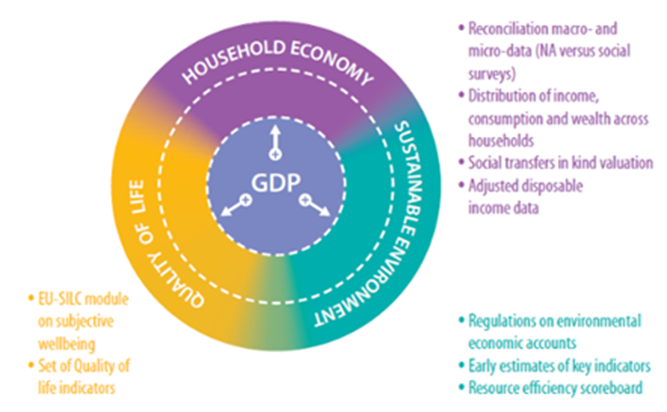 HOUSEHOLD ECONOMY
SUSTAINABLE ENVIRONMENT
QUALITY OF LIFE
GDP
• Reconciliation macro- and
micro-data (NA versus social
surveys)
• Distribution of income,
consumption and wealth across
households
• Social transfers in kind valuation
• Adjusted disposable
income data
• EU-SILC module
on subjective
wellbeing
• Set of Quality of
life indicators
• Regulations on environmental
economic accounts
• Early estimates of key indicators
• Resource efficiency scoreboard